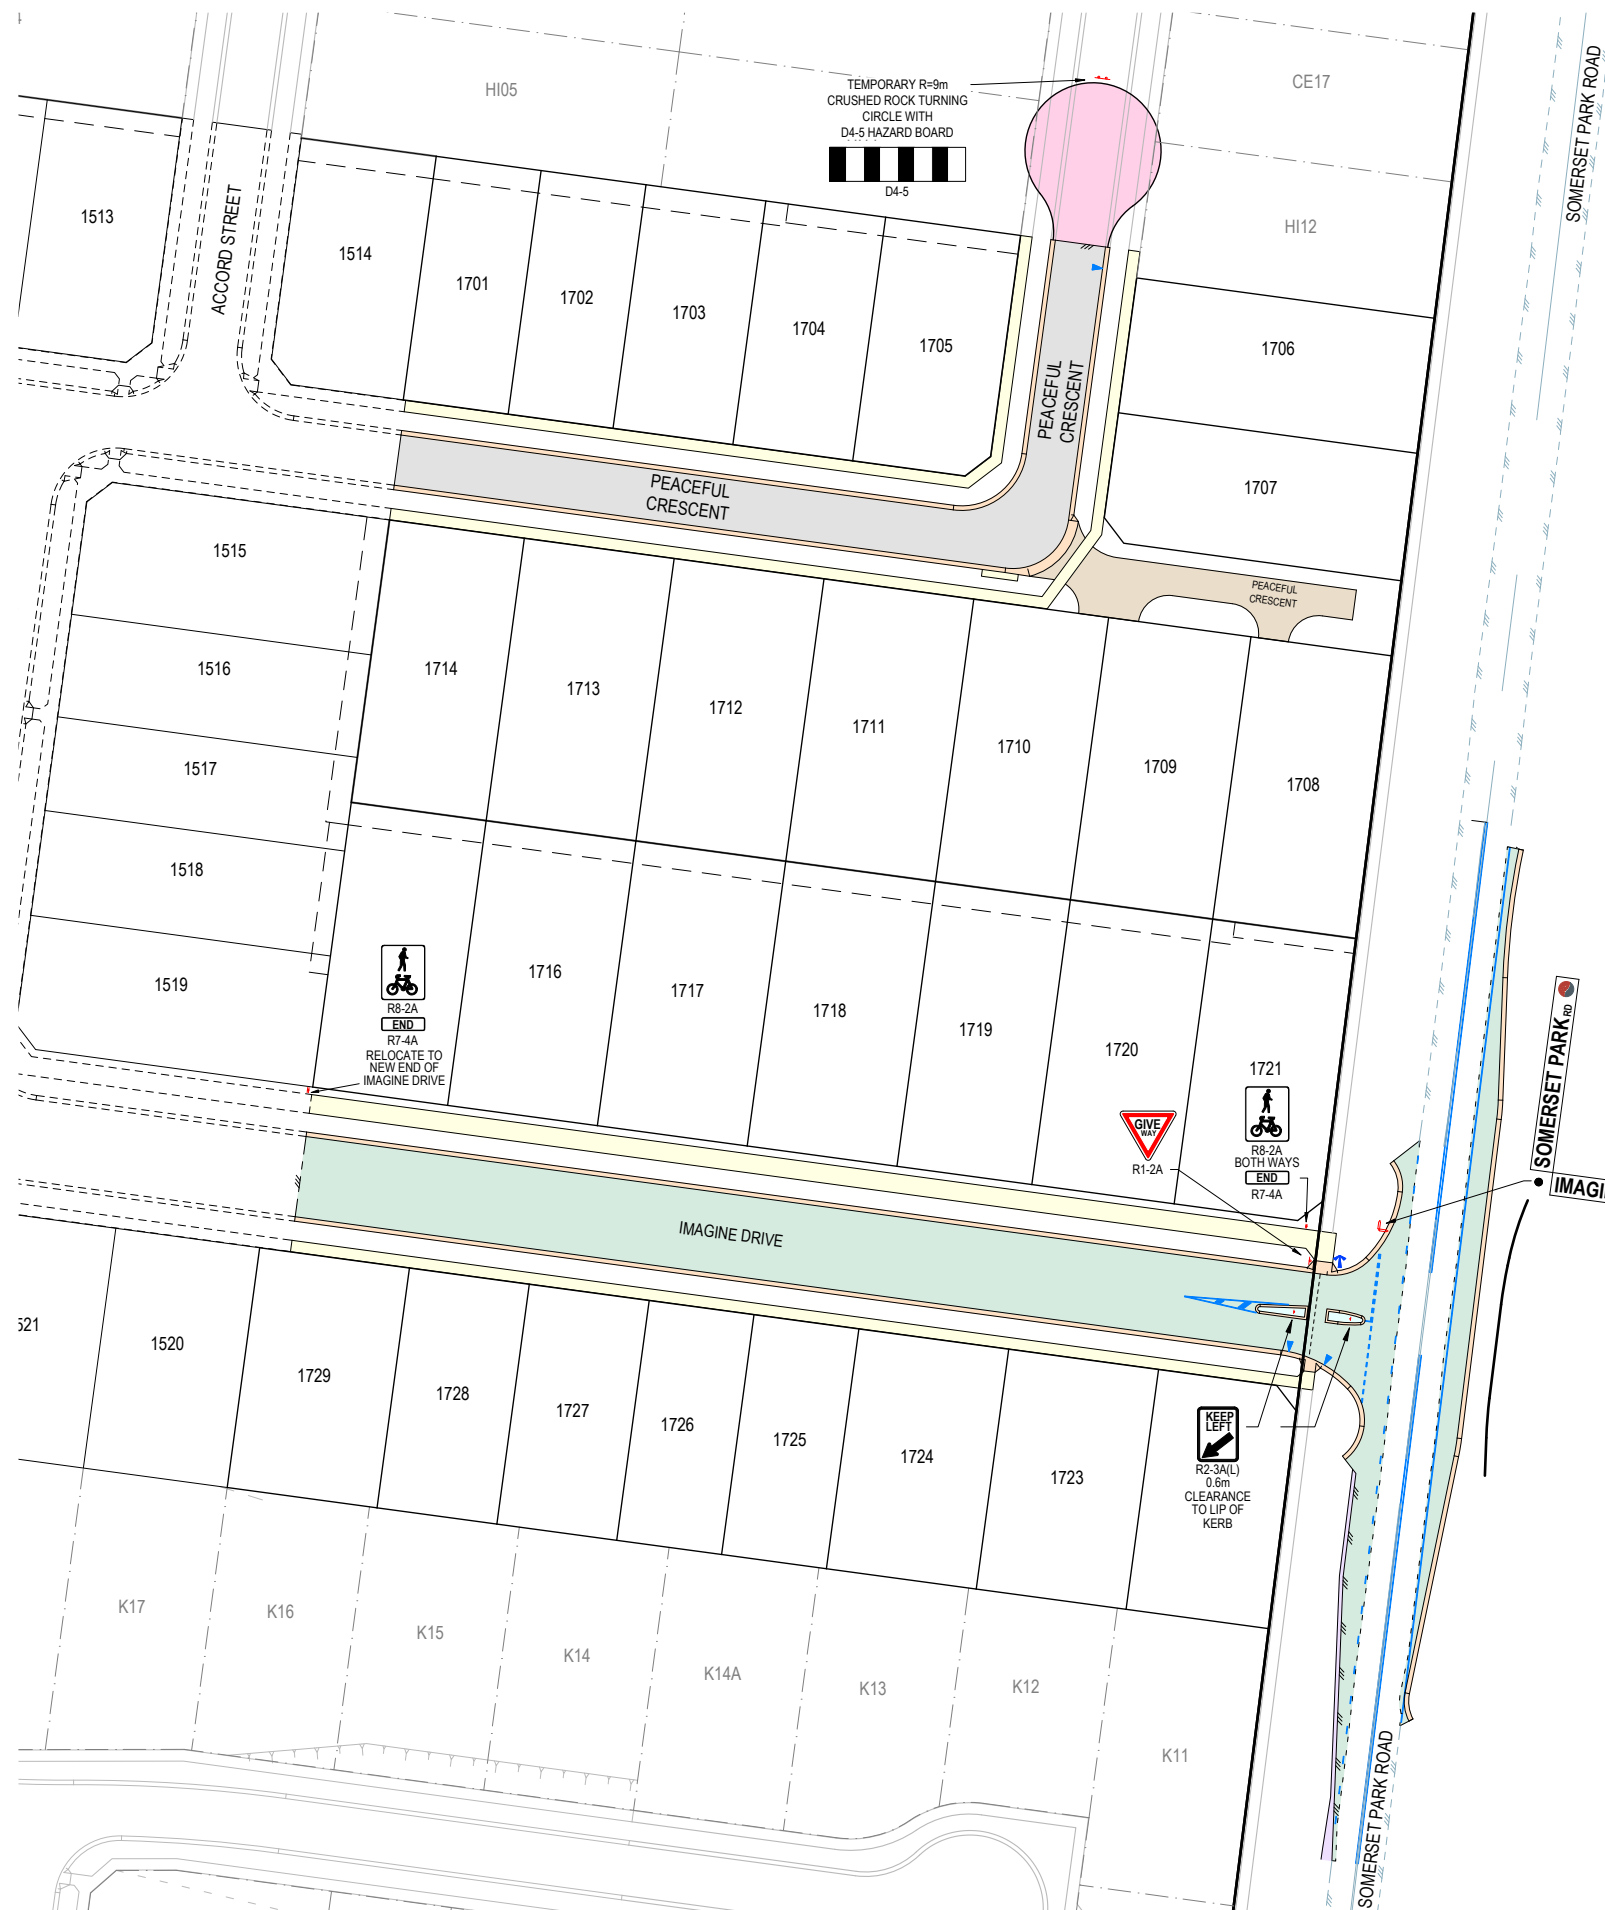 HI05
TEMPORARY R=9m
CRUSHED ROCK TURNING
CIRCLE WITH
D4-5 HAZARD BOARD
D4-5
CE17
SOMERSET PARK ROAD
HI12
1513
ACCORD STREET
1514
1701
1702
1703
1704
1705
1706
PEACEFUL
CRESCENT
1707
PEACEFUL
CRESCENT
PEACEFUL
CRESCENT
1515
1516
1517
1518
1519
1714
1713
1712
1711
1710
1709
1708
R8-2A
END
R7-4A
RELOCATE TO
NEW END OF
IMAGINE DRIVE
1716
1717
1718
1719
1720
1721
GIVE
WAY
R1-2A
R8-2A
BOTH WAYS
END
R7-4A
SOMERSET PARK RD
IMAGI
IMAGINE DRIVE
521
1520
1729
1728
1727
1726
1725
1724
1723
KEEP
LEFT
R2-3A(L)
0.6m
CLEARANCE
TO LIP OF
KERB
K17
K16
K15
K14
K14A
K13
K12
K11
SOMERSET PARK ROAD